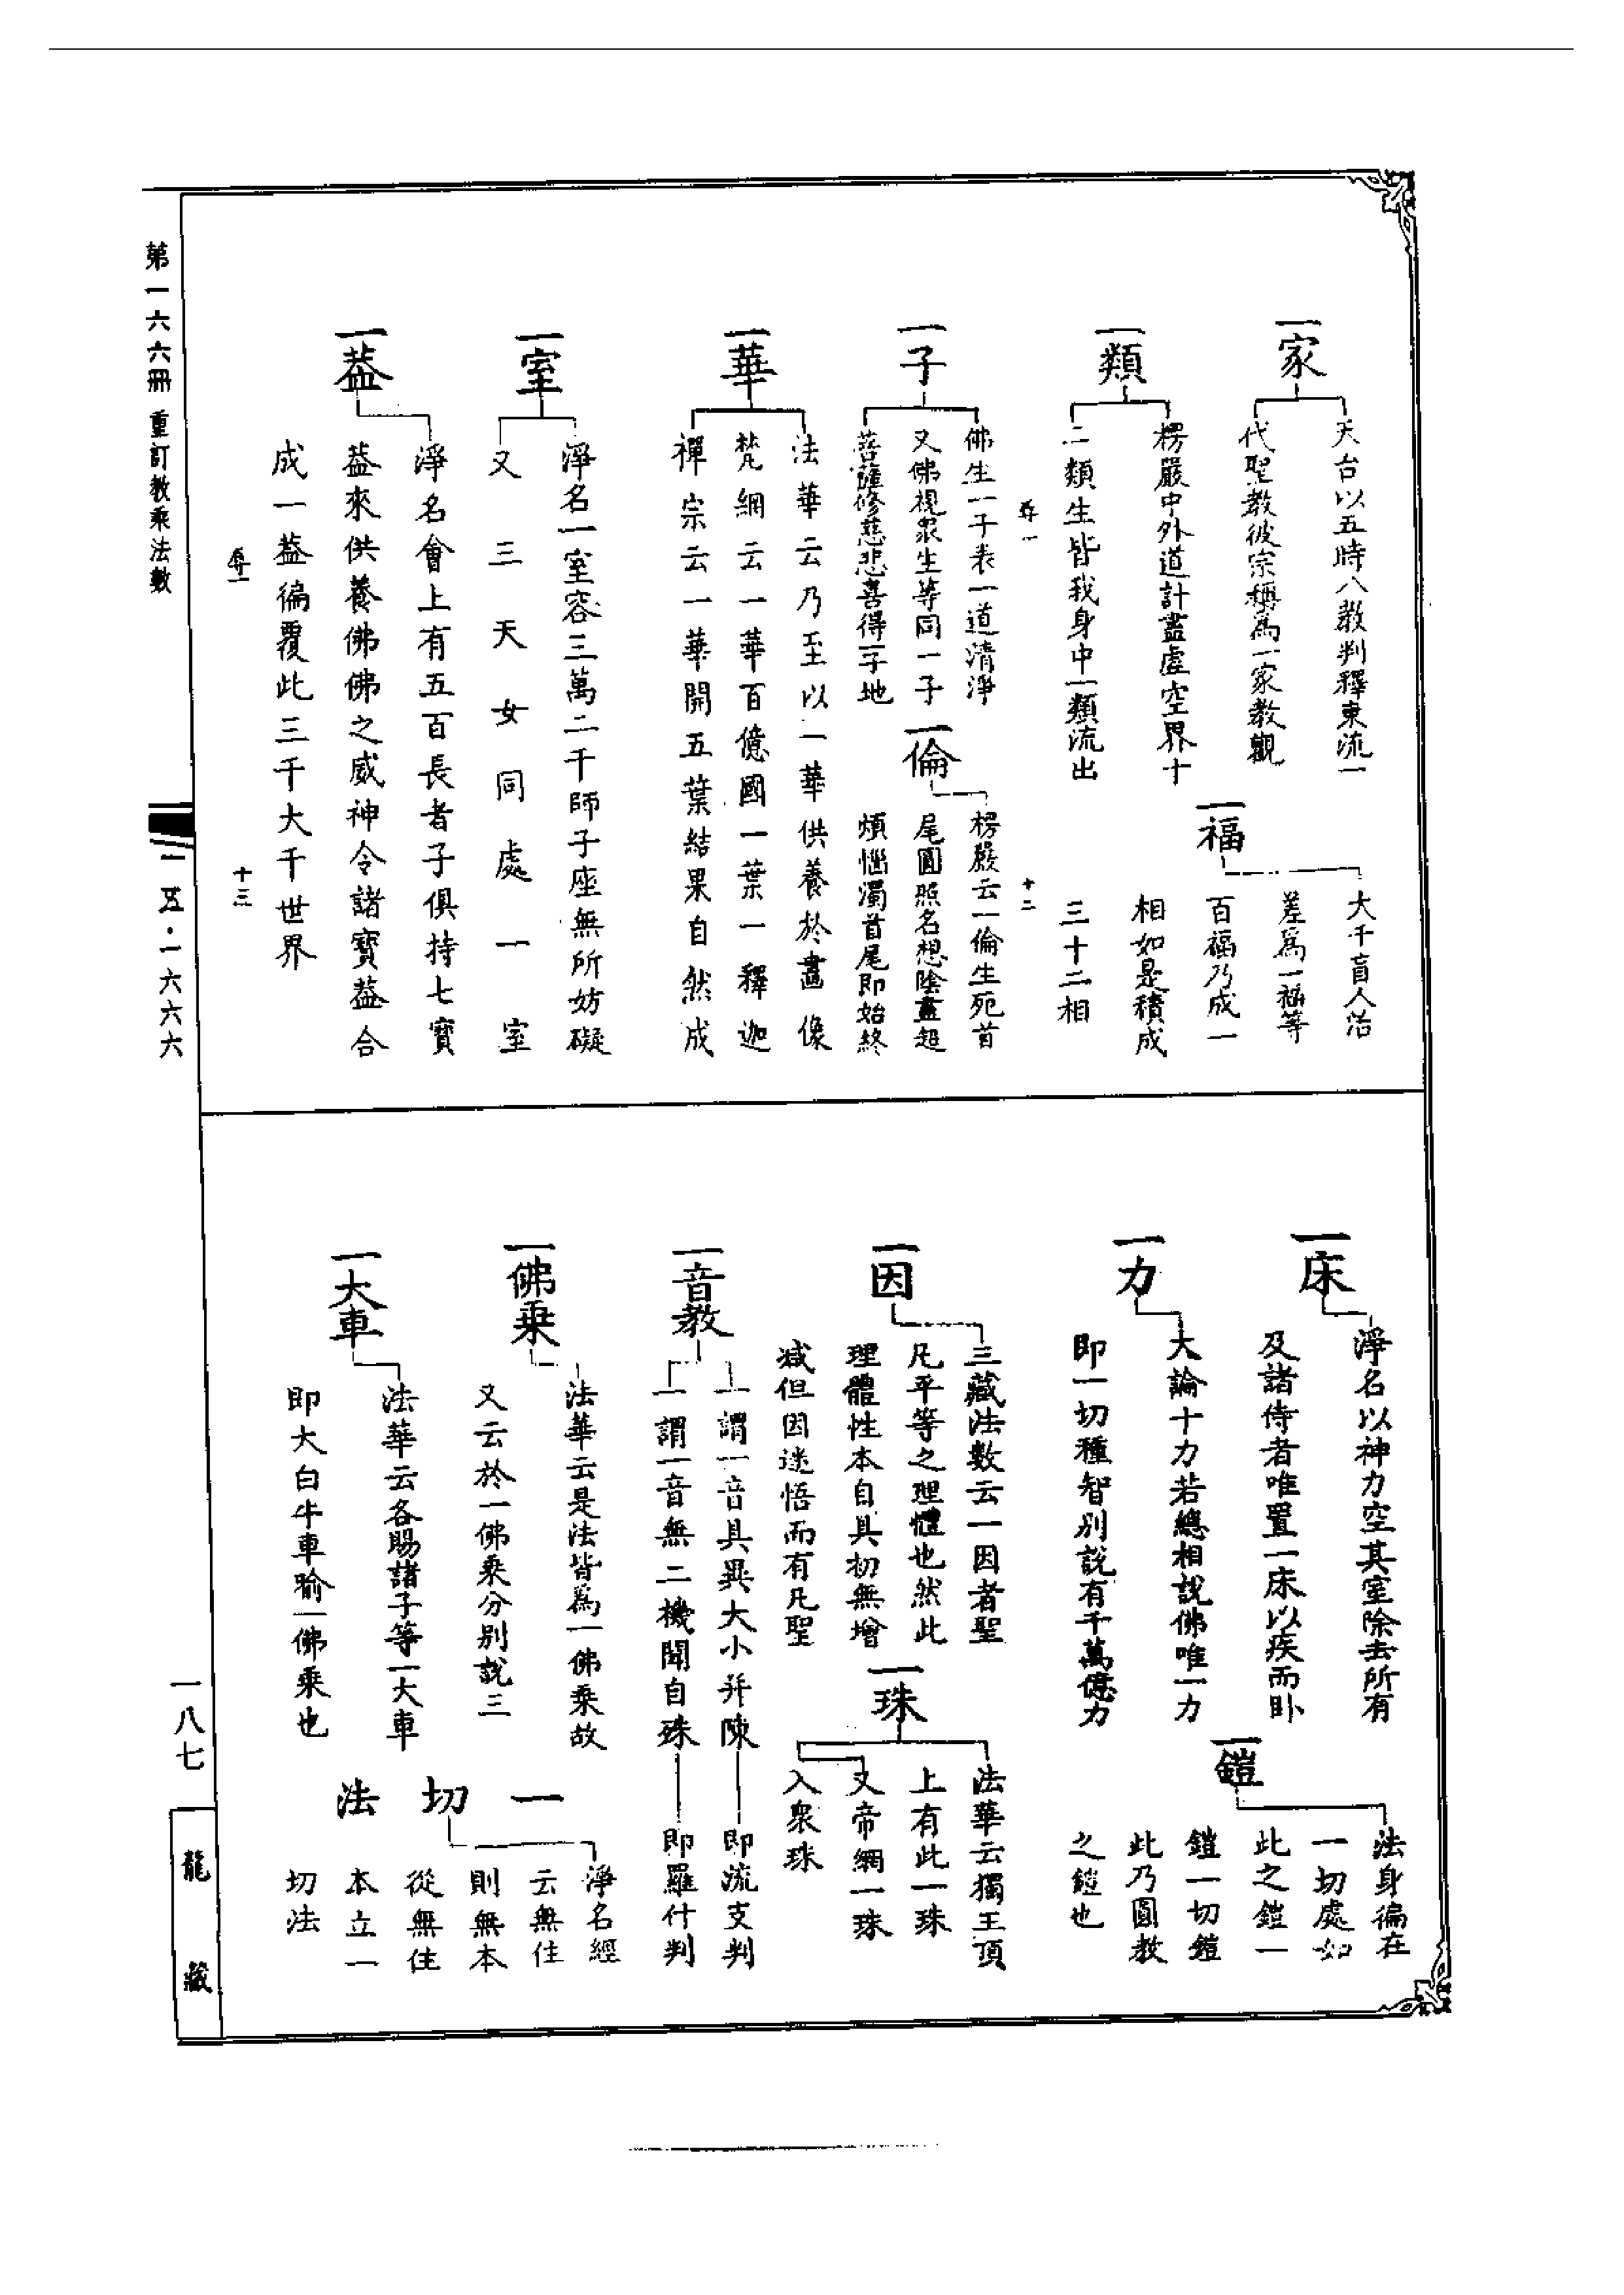 一家
天台以五時八教判釋東流一
代聖教彼宗稱為一家教觀
一類
楞嚴中外道計盡虛空界十
二類生皆我身中一類流出
一福
大千盲人治
差為一福等
百福乃成一
相如是積成
三十二相
十二
一子
佛生一子表一道清淨
又佛視眾生等同一子
菩薩修慈悲喜得一子地
一倫
楞嚴云一倫生死首
尾圓照名想陰盡超
煩惱濁首尾即始終
一華
法華云乃至以一華供養於畫像
梵網云一華百億國一葉一釋迦
禪宗云一華開五葉結果自然成
一室
淨名一室容三萬二千師子座無所妨礙
又三天女同處一室
一葢
淨名會上有五百長者子俱持七寶
葢來供養佛佛之威神令諸寶葢合
成一葢徧覆此三千大千世界
十三
第一六六冊 重訂教乘法數
一五·一六六六
一床
淨名以神力空其室除去所有
及諸侍者唯置一床以疾而臥
一力
大論十力若總相說佛唯一力
即一切種智別說有千萬億力
一鎧
法身徧在
一切處如
此之鎧一
鎧一切鎧
此乃圓教
之鎧也
一因
三藏法數云一因者聖
凡平等之理體也然此
理體性本自具初無增
減但因迷悟而有凡聖
一珠
法華云獨王頂
上有此一珠
又帝網一珠
入眾珠
一音教
一謂一音具異大小並陳 即流支判
一謂一音無二機聞自殊 即羅什判
一佛乘
法華云是法皆為一佛乘故
又云於一佛乘分別說三
一大車
法華云各賜諸子等一大車
即大白牛車喻一佛乘也
一切法
淨名經
云無住
則無本
從無住
本立一
切法
一八七
龍藏